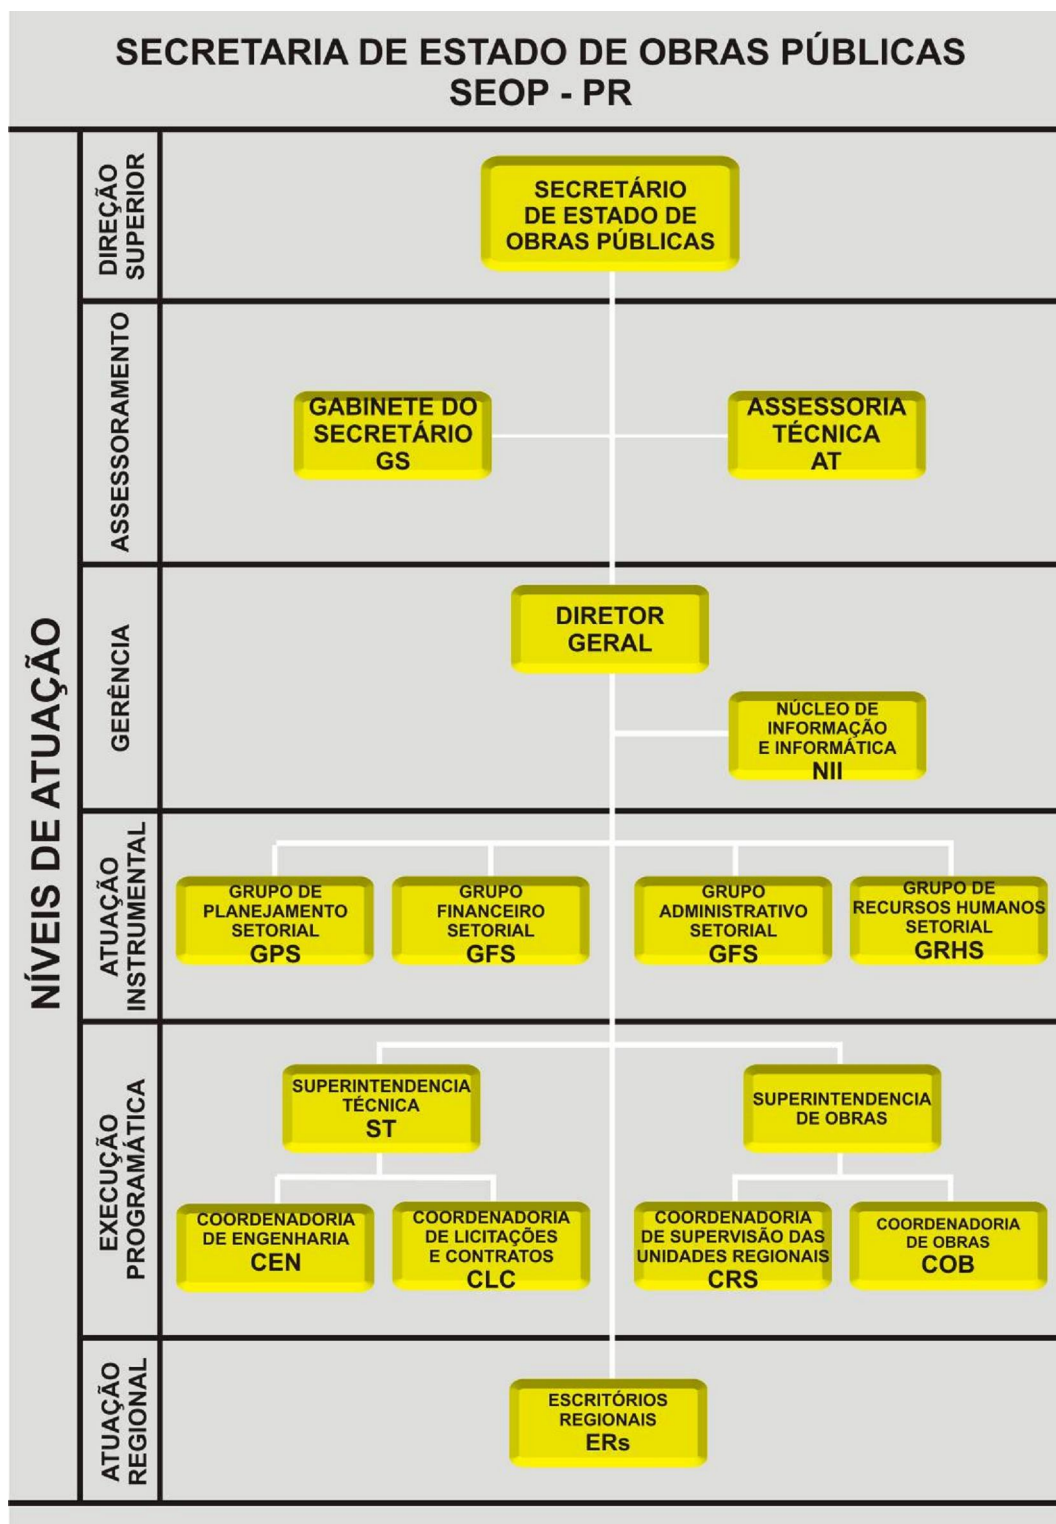 SECRETARIA DE ESTADO DE OBRAS PÚBLICAS
SEOP - PR
NÍVEIS DE ATUAÇÃO
DIREÇÃO
SUPERIOR
SECRETÁRIO
DE ESTADO DE
OBRAS PÚBLICAS
ASSESSORAMENTO
GABINETE DO
SECRETÁRIO
GS
ASSESSORIA
TÉCNICA
AT
GERÊNCIA
DIRETOR
GERAL
NÚCLEO DE
INFORMAÇÃO
E INFORMÁTICA
NII
ATUAÇÃO
INSTRUMENTAL
GRUPO DE
PLANEJAMENTO
SETORIAL
GPS
GRUPO
FINANCEIRO
SETORIAL
GFS
GRUPO
ADMINISTRATIVO
SETORIAL
GFS
GRUPO DE
RECURSOS HUMANOS
SETORIAL
GRHS
EXECUÇÃO
PROGRAMÁTICA
SUPERINTENDENCIA
TÉCNICA
ST
SUPERINTENDENCIA
DE OBRAS
COORDENADORIA
DE ENGENHARIA
CEN
COORDENADORIA
DE LICITAÇÕES
E CONTRATOS
CLC
COORDENADORIA
DE SUPERVISÃO DAS
UNIDADES REGIONAIS
CRS
COORDENADORIA
DE OBRAS
COB
ATUAÇÃO
REGIONAL
ESCRITÓRIOS
REGIONAIS
ERs